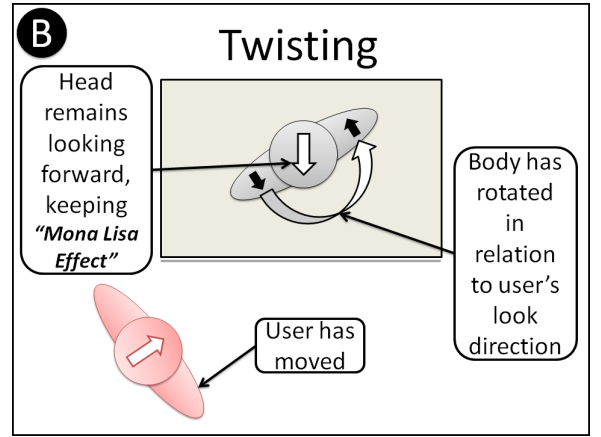 B
Twisting
Head
remains
looking
forward,
keeping
“Mona Lisa
Effect”
Body has
rotated
in
relation
to user’s
look
direction
User has
moved